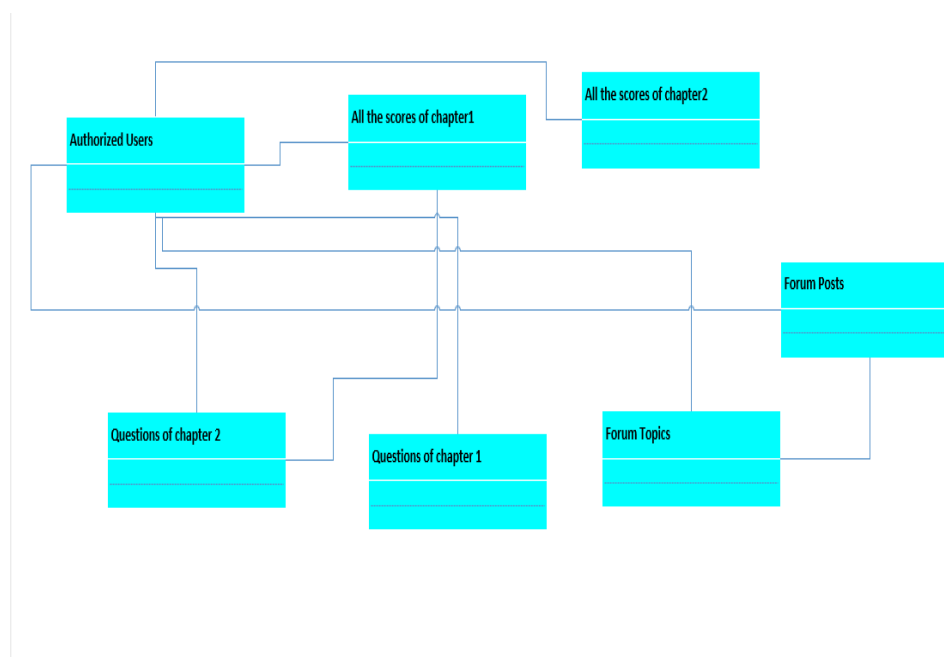 All the scores of chapter2
All the scores of chapter1
Authorized Users
Forum Posts
Questions of chapter 2
Forum Topics
Questions of chapter 1